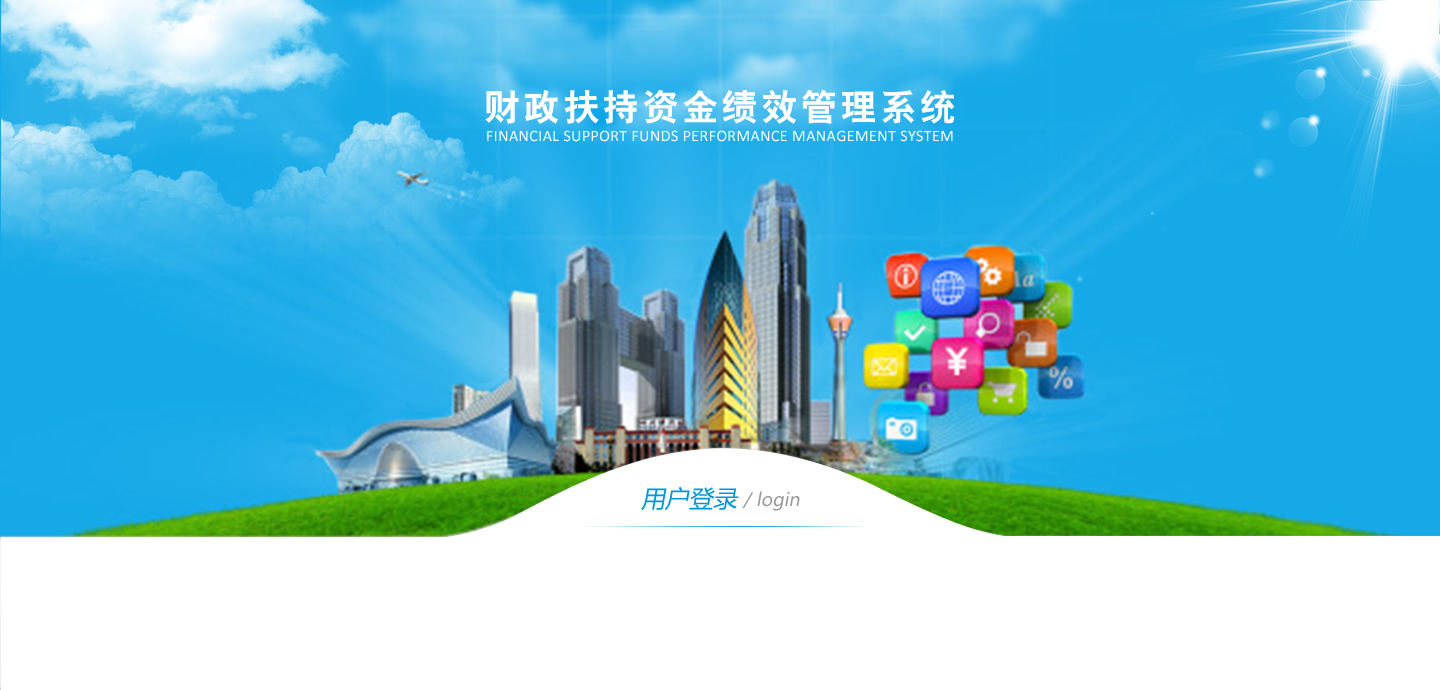 财政扶持资金绩效管理系统
FINANCIAL SUPPORT FUNDS PERFORMANCE MANAGEMENT SYSTEM
a
¥
%
用户登录 / login